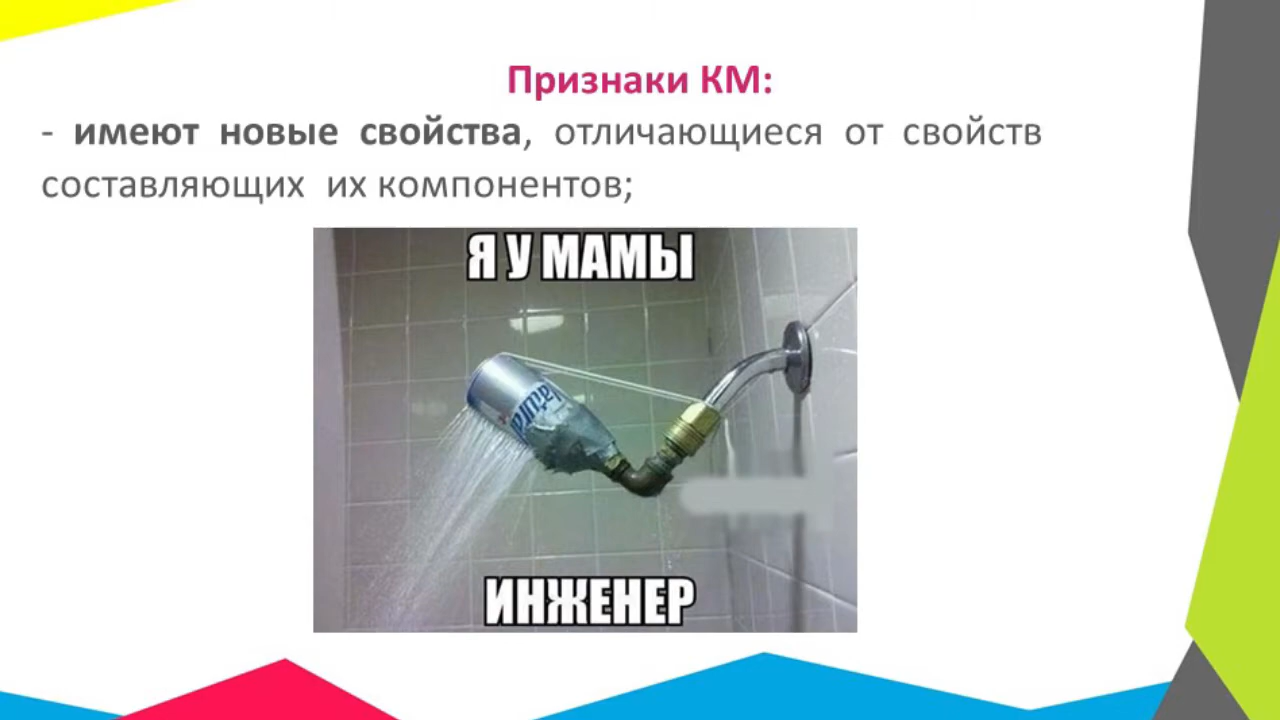 Признаки КМ:
- имеют новые свойства, отличающиеся от свойств
составляющих их компонентов;
Я У МАМЫ
ИНЖЕНЕР